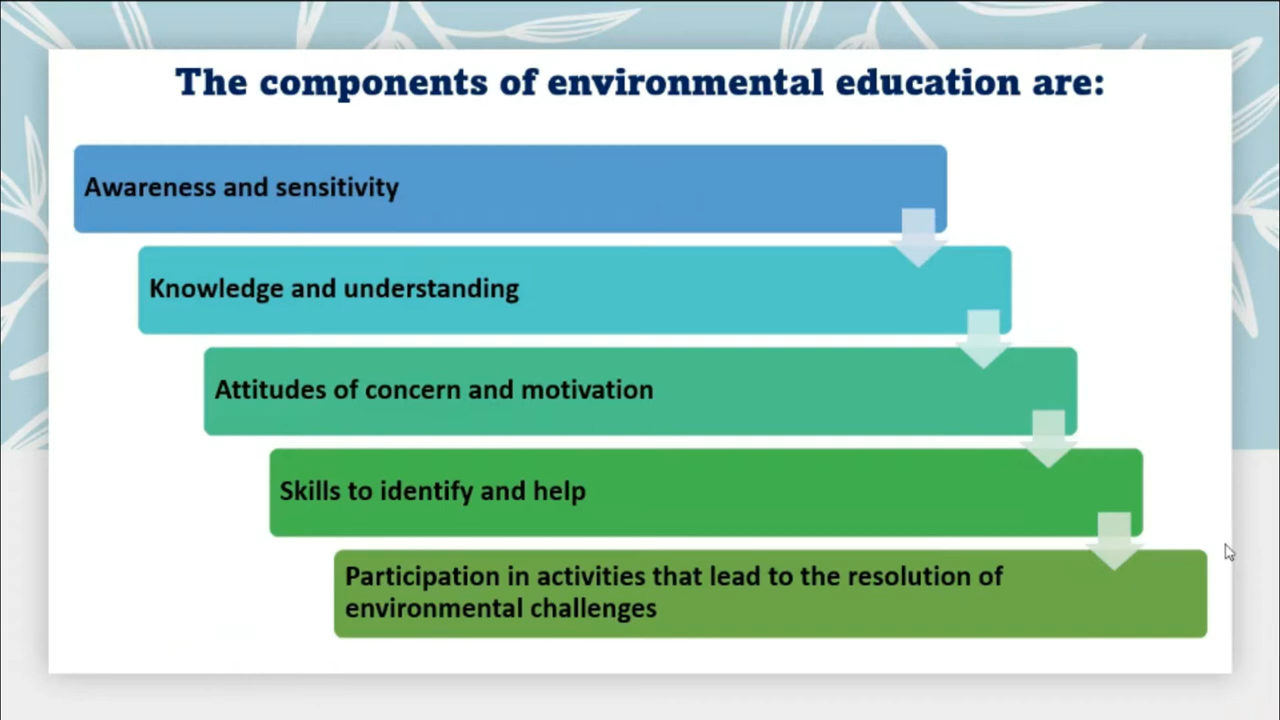 The components of environmental education are:
Awareness and sensitivity
Knowledge and understanding
Attitudes of concern and motivation
Skills to identify and help
Participation in activities that lead to the resolution of
environmental challenges